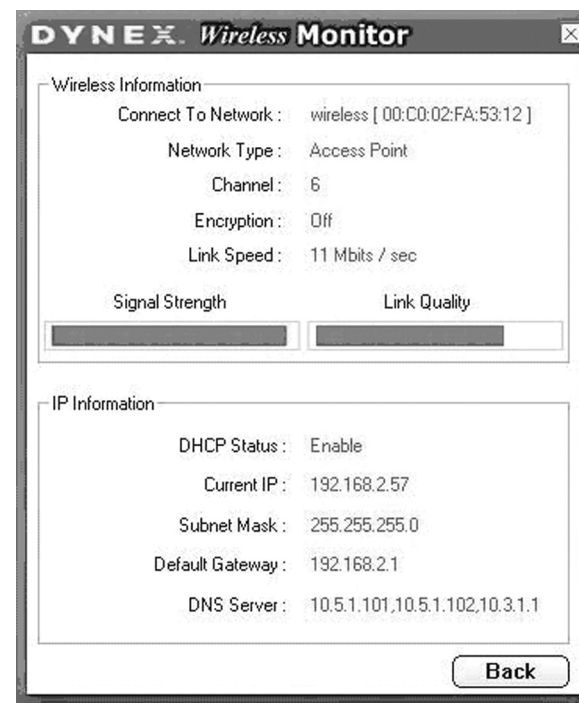 DYNEX Wireless Monitor
Wireless Information
Connect To Network : wireless [ 00:C0:02:FA:53:12 ]
Network Type : Access Point
Channel : 6
Encryption : Off
Link Speed : 11 Mbits / sec
Signal Strength Link Quality
IP Information
DHCP Status : Enable
Current IP : 192.168.2.57
Subnet Mask : 255.255.255.0
Default Gateway : 192.168.2.1
DNS Server : 10.5.1.101,10.5.1.102,10.3.1.1
Back